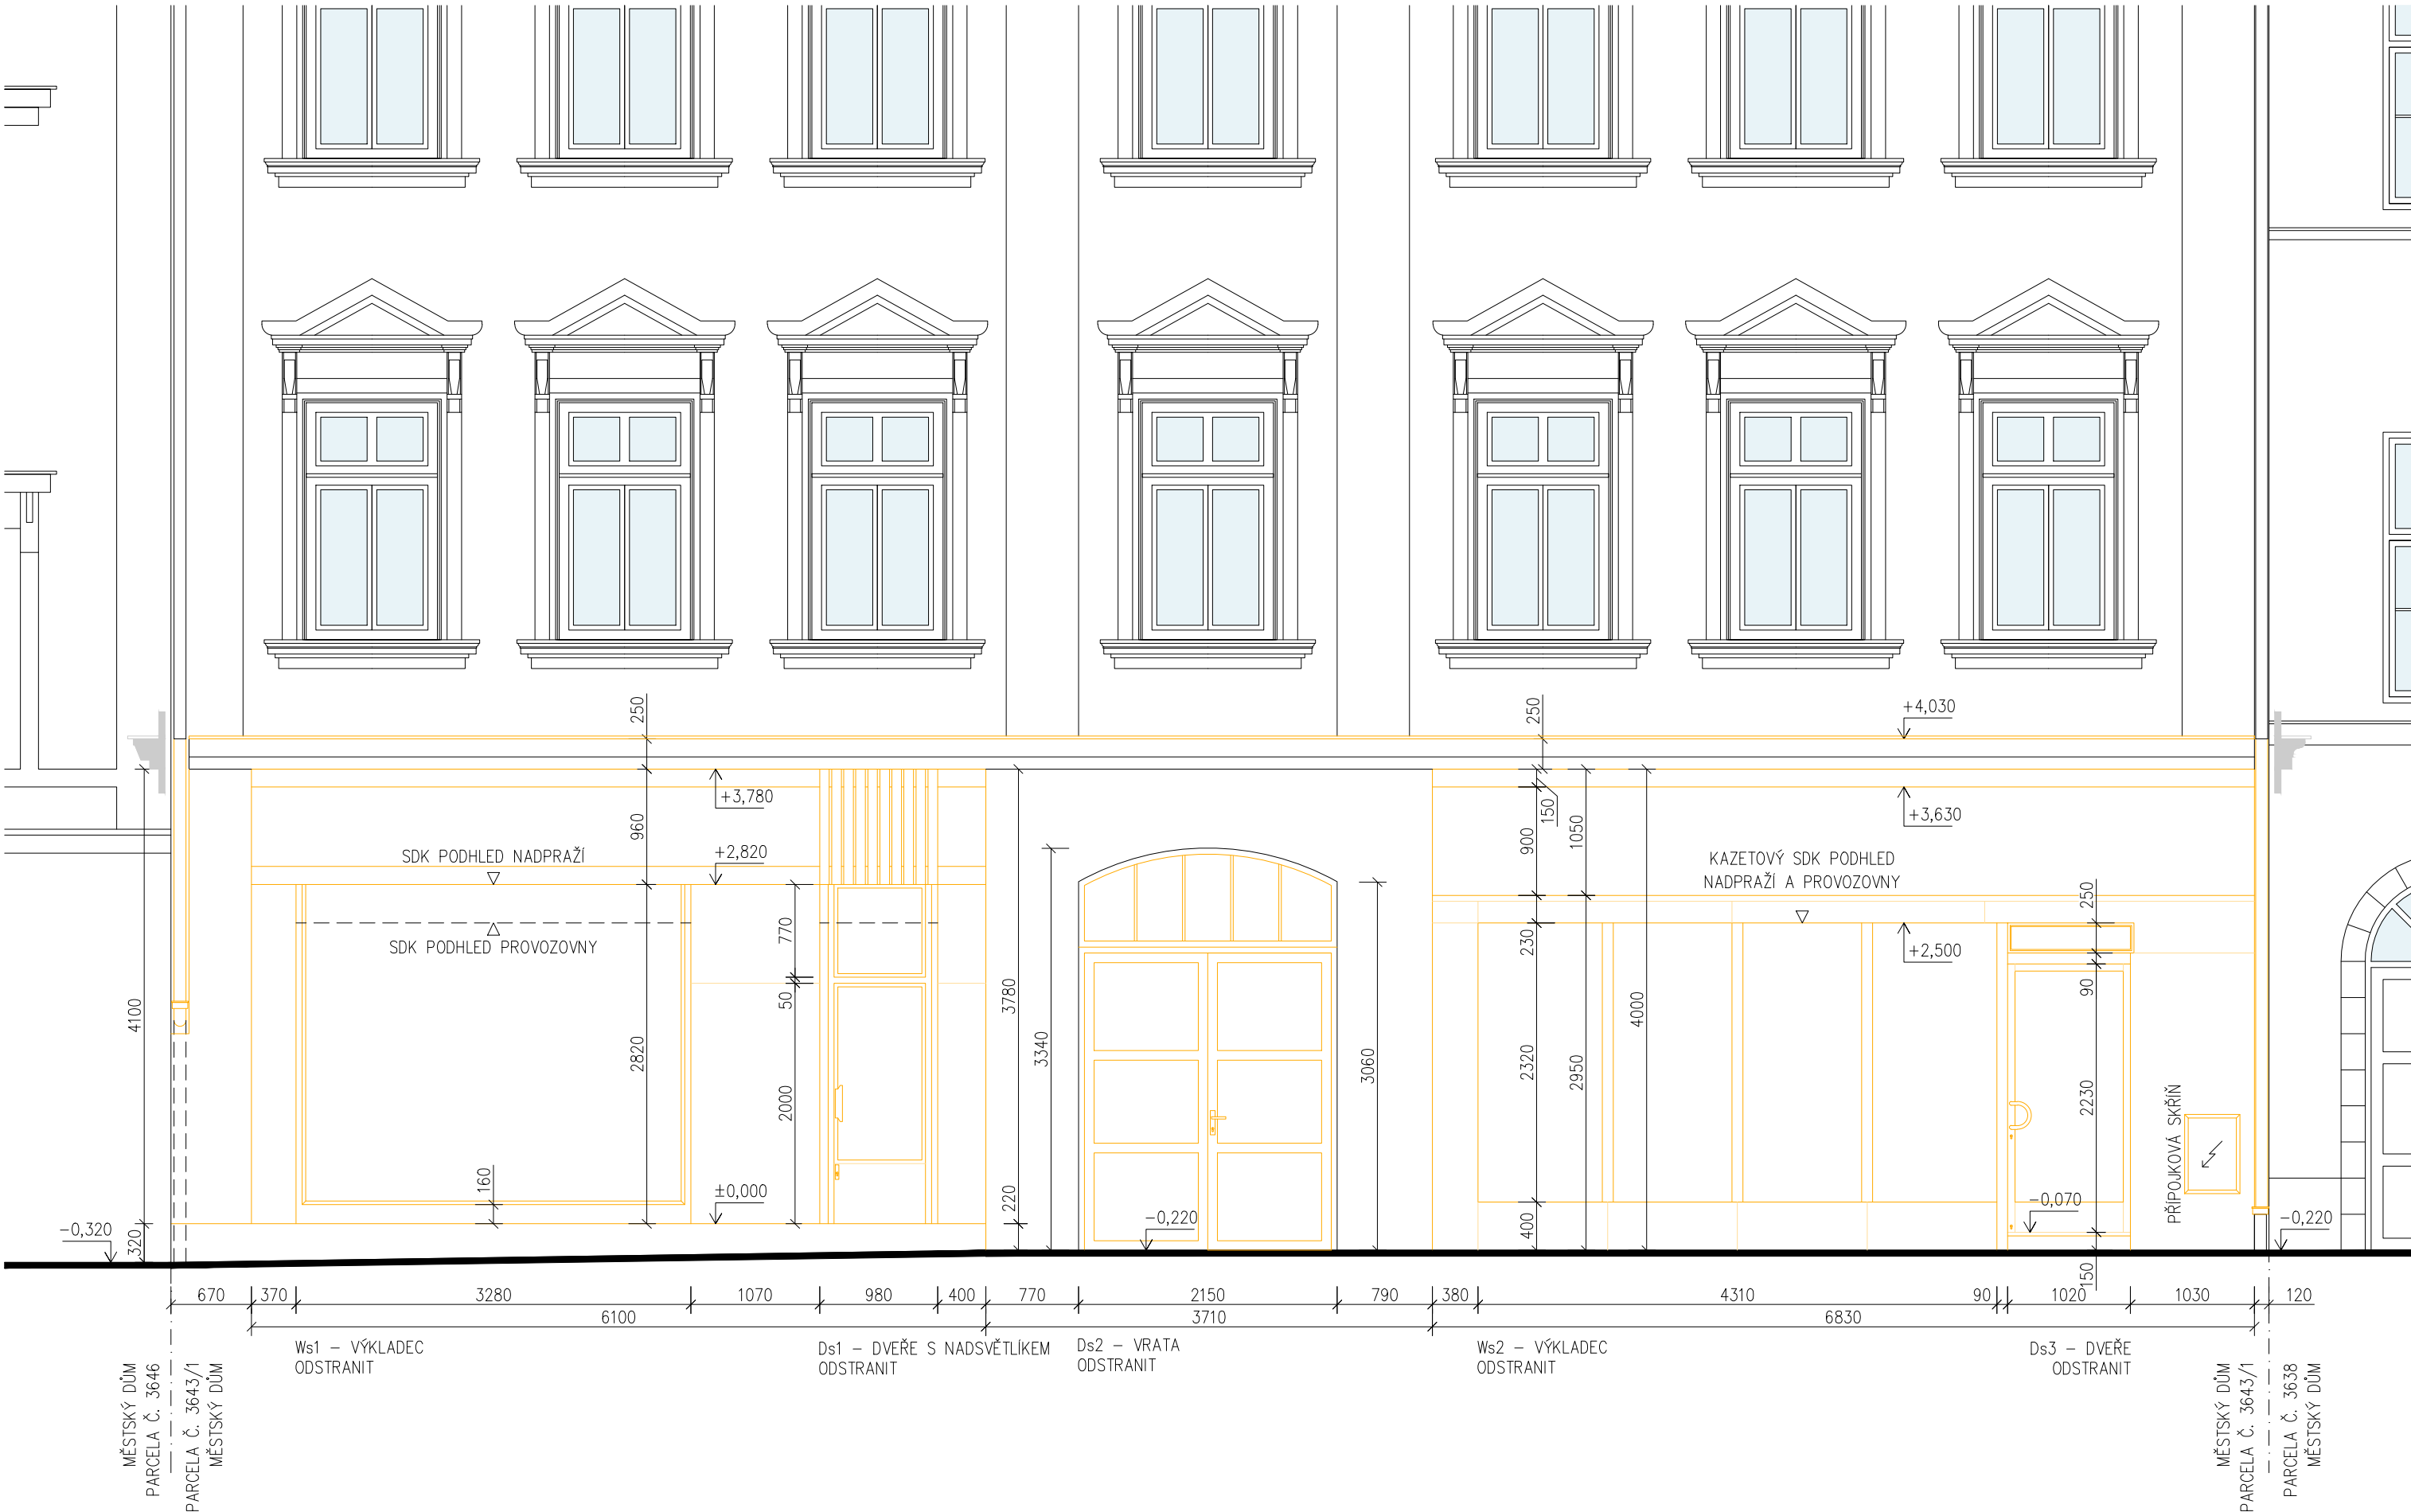 250
250
+4,030
+3,780
+3,630
150
960
900
1050
SDK PODHLED NADPRAŽÍ
+2,820
KAZETOVÝ SDK PODHLED
NADPRAŽÍ A PROVOZOVNY
250
SDK PODHLED PROVOZOVNY
770
230
+2,500
4100
50
3780
4000
90
3340
2820
3060
2320
2950
2000
2230
PŘÍPOJKOVÁ SKŘÍŇ
160
±0,000
220
-0,070
-0,320
320
-0,220
400
-0,220
150
670
370
3280
1070
980
400
770
2150
790
380
4310
90
1020
1030
120
6100
3710
6830
Ws1 – VÝKLADEC
ODSTRANIT
Ds1 – DVEŘE S NADSVĚTLÍKEM
ODSTRANIT
Ds2 – VRATA
ODSTRANIT
Ws2 – VÝKLADEC
ODSTRANIT
Ds3 – DVEŘE
ODSTRANIT
MĚSTSKÝ DŮM
PARCELA Č. 3646
PARCELA Č. 3643/1
MĚSTSKÝ DŮM
MĚSTSKÝ DŮM
PARCELA Č. 3643/1
PARCELA Č. 3638
MĚSTSKÝ DŮM